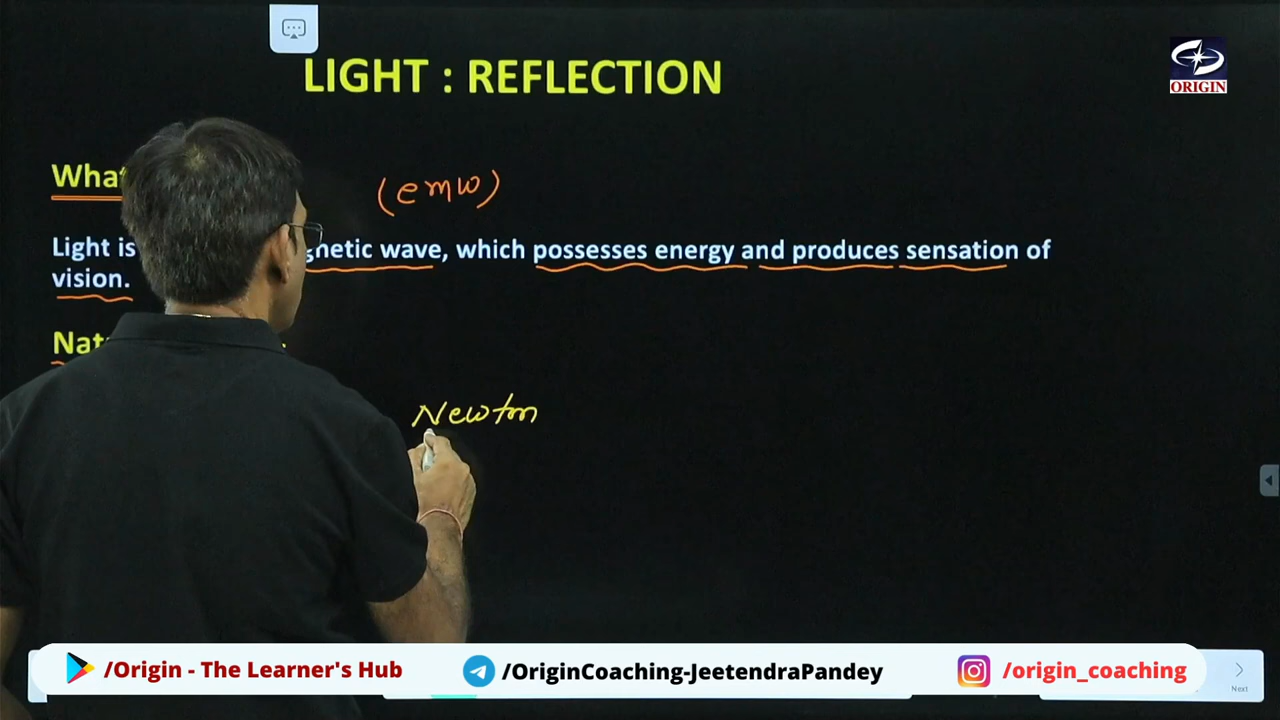 LIGHT : REFLECTION
ORIGIN
What
(emw)
Light is gnetic wave, which possesses energy and produces sensation of
vision.
Nat
Newton
/Origin - The Learner's Hub /OriginCoaching-JeetendraPandey /origin_coaching
Next